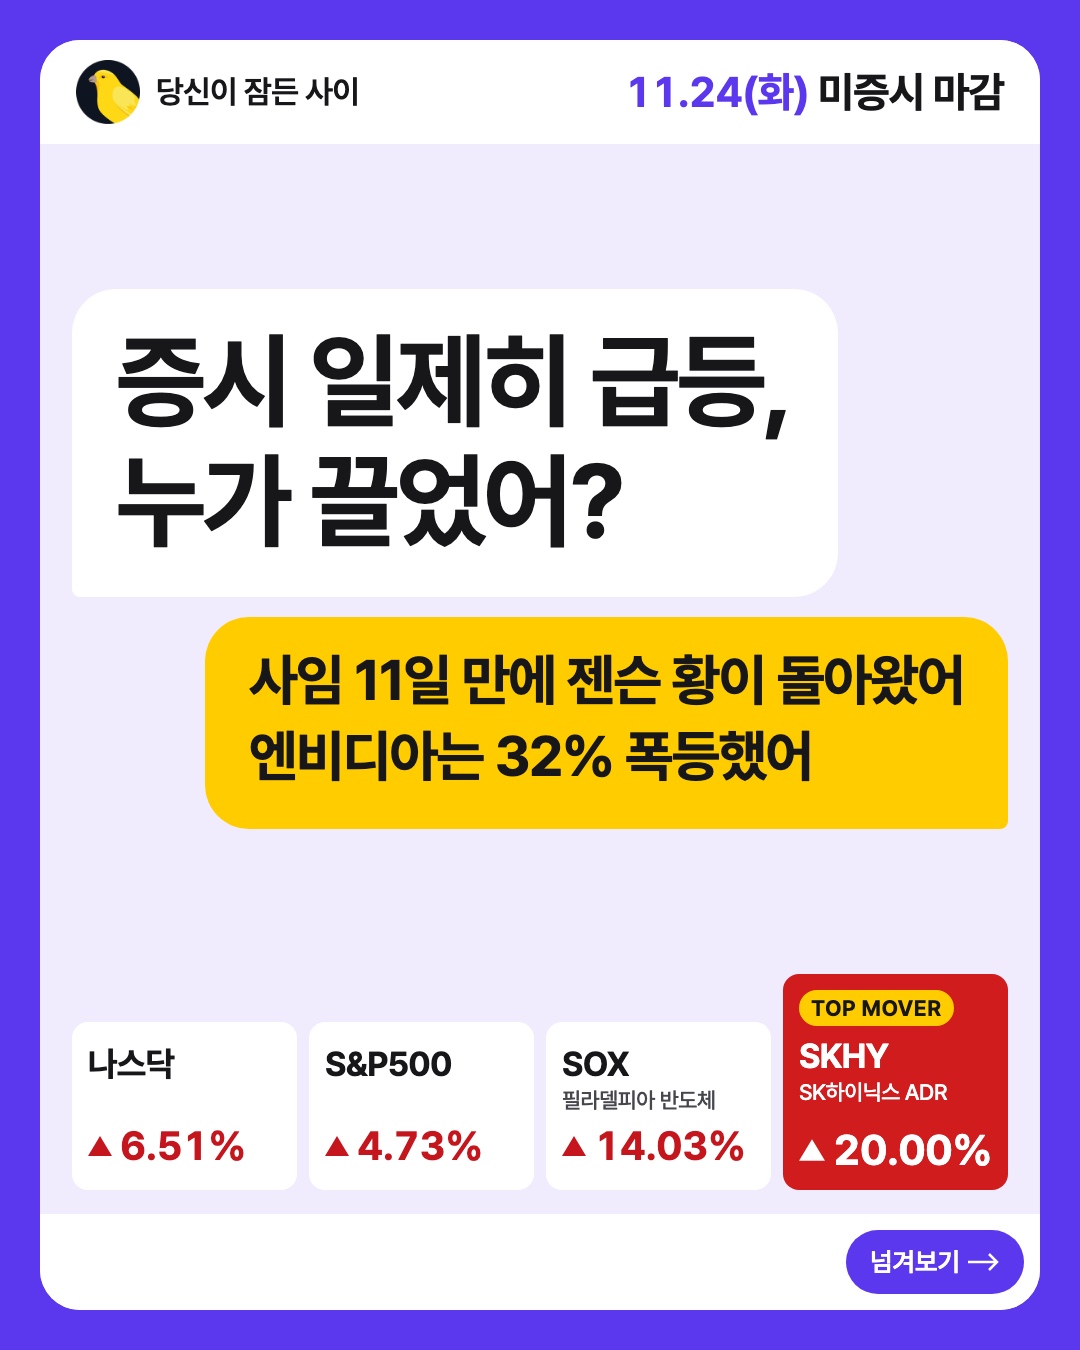 당신이 잠든 사이
11.24(화) 미증시 마감
증시 일제히 급등,
누가 끌었어?
사임 11일 만에 젠슨 황이 돌아왔어
엔비디아는 32% 폭등했어
나스닥
▲ 6.51%
S&P500
▲ 4.73%
SOX
필라델피아 반도체
▲ 14.03%
TOP MOVER
SKHY
SK하이닉스 ADR
▲ 20.00%
넘겨보기 →